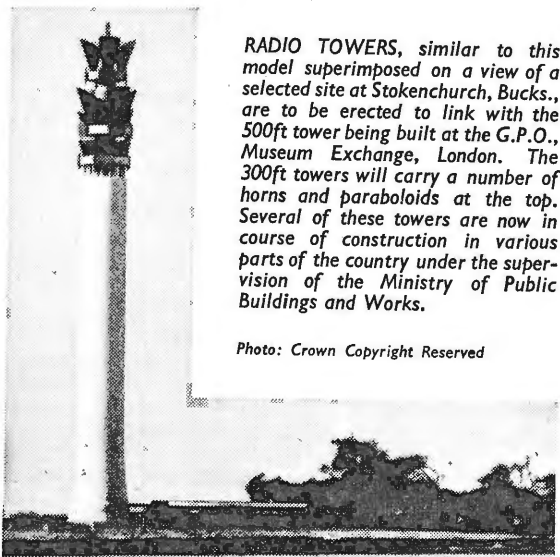 RADIO TOWERS, similar to this
model superimposed on a view of a
selected site at Stokenchurch, Bucks.,
are to be erected to link with the
500ft tower being built at the G.P.O.,
Museum Exchange, London. The
300ft towers will carry a number of
horns and paraboloids at the top.
Several of these towers are now in
course of construction in various
parts of the country under the super-
vision of the Ministry of Public
Buildings and Works.
Photo: Crown Copyright Reserved